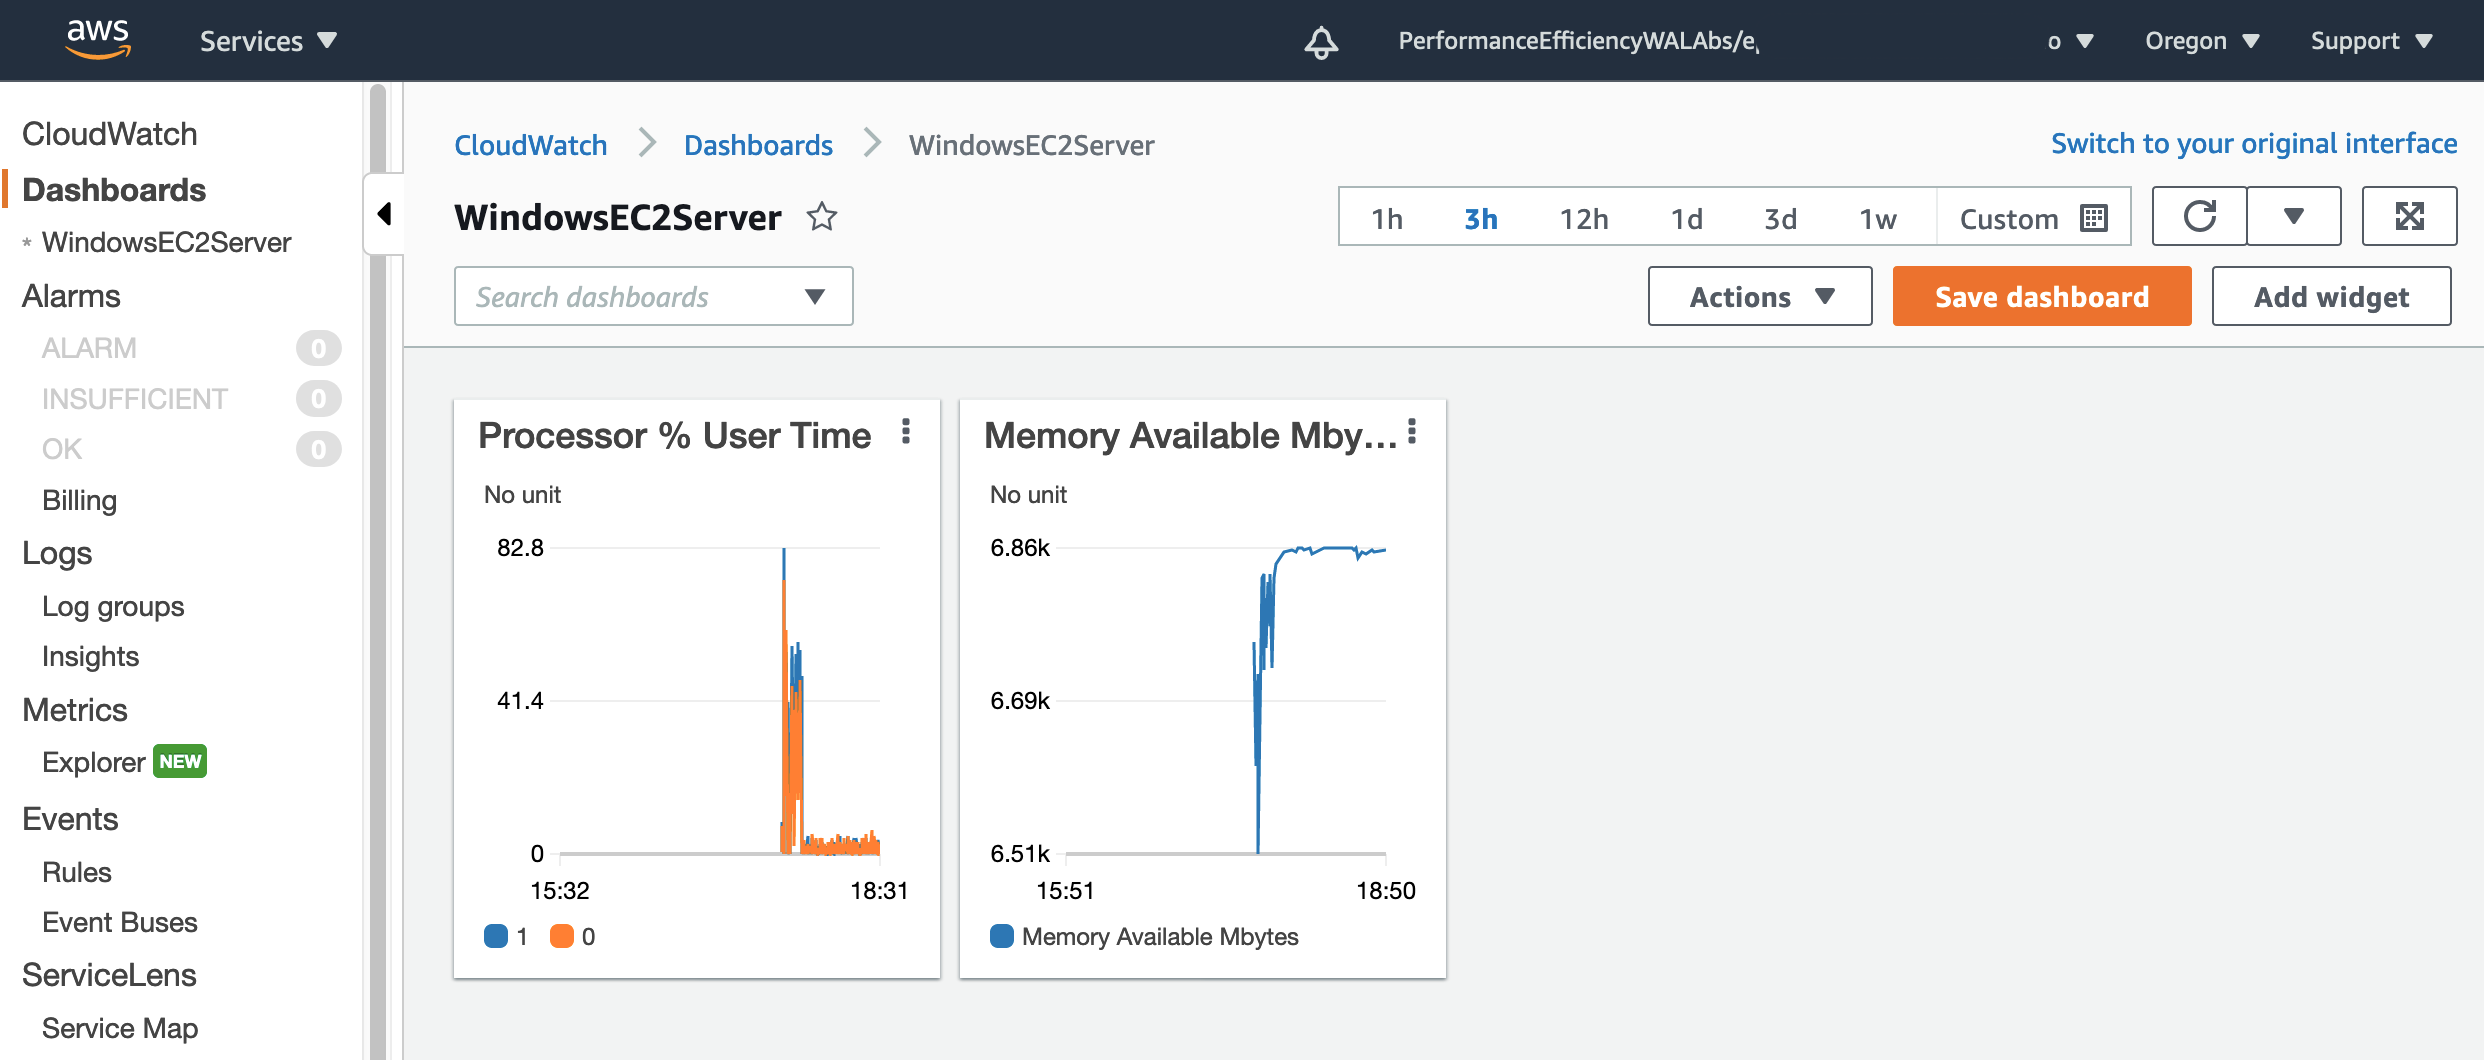 aws Services PerformanceEfficiencyWALAbs/e o Oregon Support
CloudWatch
Dashboards
* WindowsEC2Server
Alarms
ALARM 0
INSUFFICIENT 0
OK 0
Billing
Logs
Log groups
Insights
Metrics
Explorer NEW
Events
Rules
Event Buses
ServiceLens
Service Map
CloudWatch Dashboards WindowsEC2Server
Switch to your original interface
WindowsEC2Server
1h 3h 12h 1d 3d 1w Custom
Search dashboards
Actions Save dashboard Add widget
Processor % User Time
No unit
82.8
41.4
0
15:32 18:31
1 0
Memory Available Mby...
No unit
6.86k
6.69k
6.51k
15:51 18:50
Memory Available Mbytes